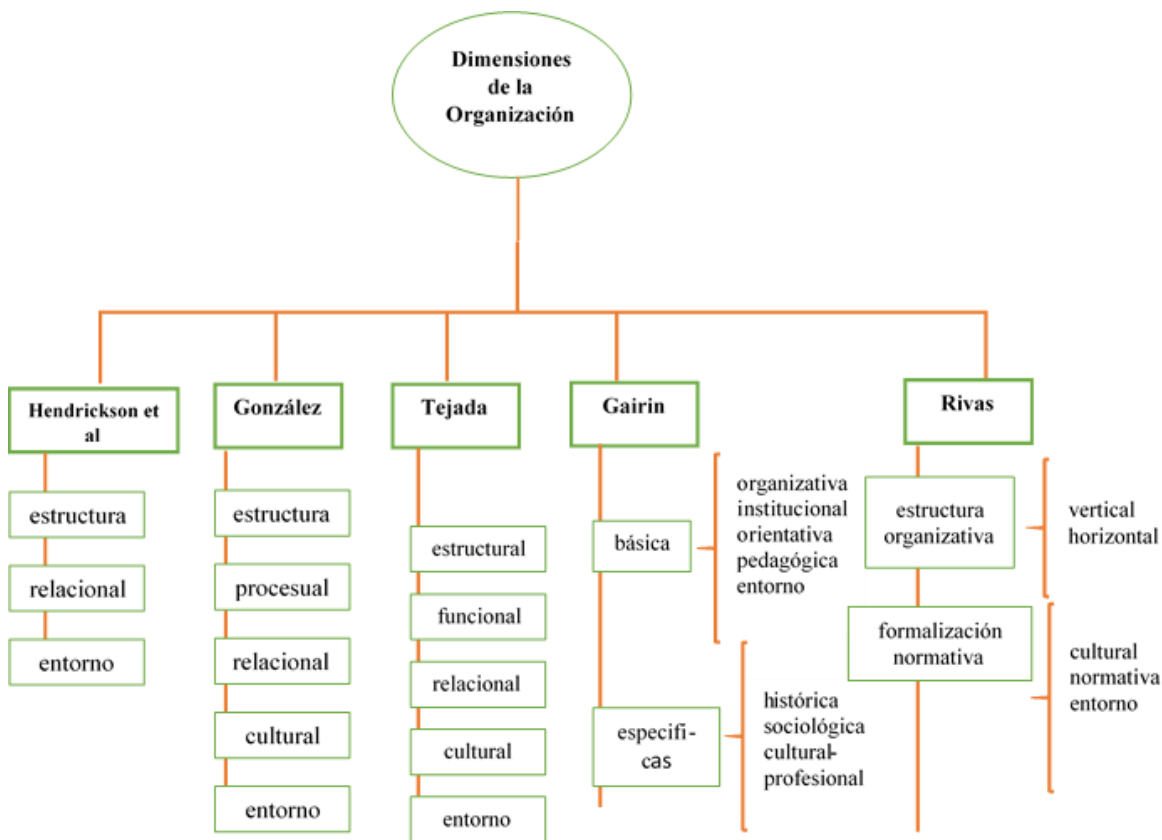 Dimensiones
de la
Organización
Hendrickson et
al
estructura
relacional
entorno
González
estructura
procesual
relacional
cultural
entorno
Tejada
estructural
funcional
relacional
cultural
entorno
Gairin
básica
organizativa
institucional
orientativa
pedagógica
entorno
especifi-
cas
histórica
sociológica
cultural-
profesional
Rivas
estructura
organizativa
vertical
horizontal
formalización
normativa
cultural
normativa
entorno